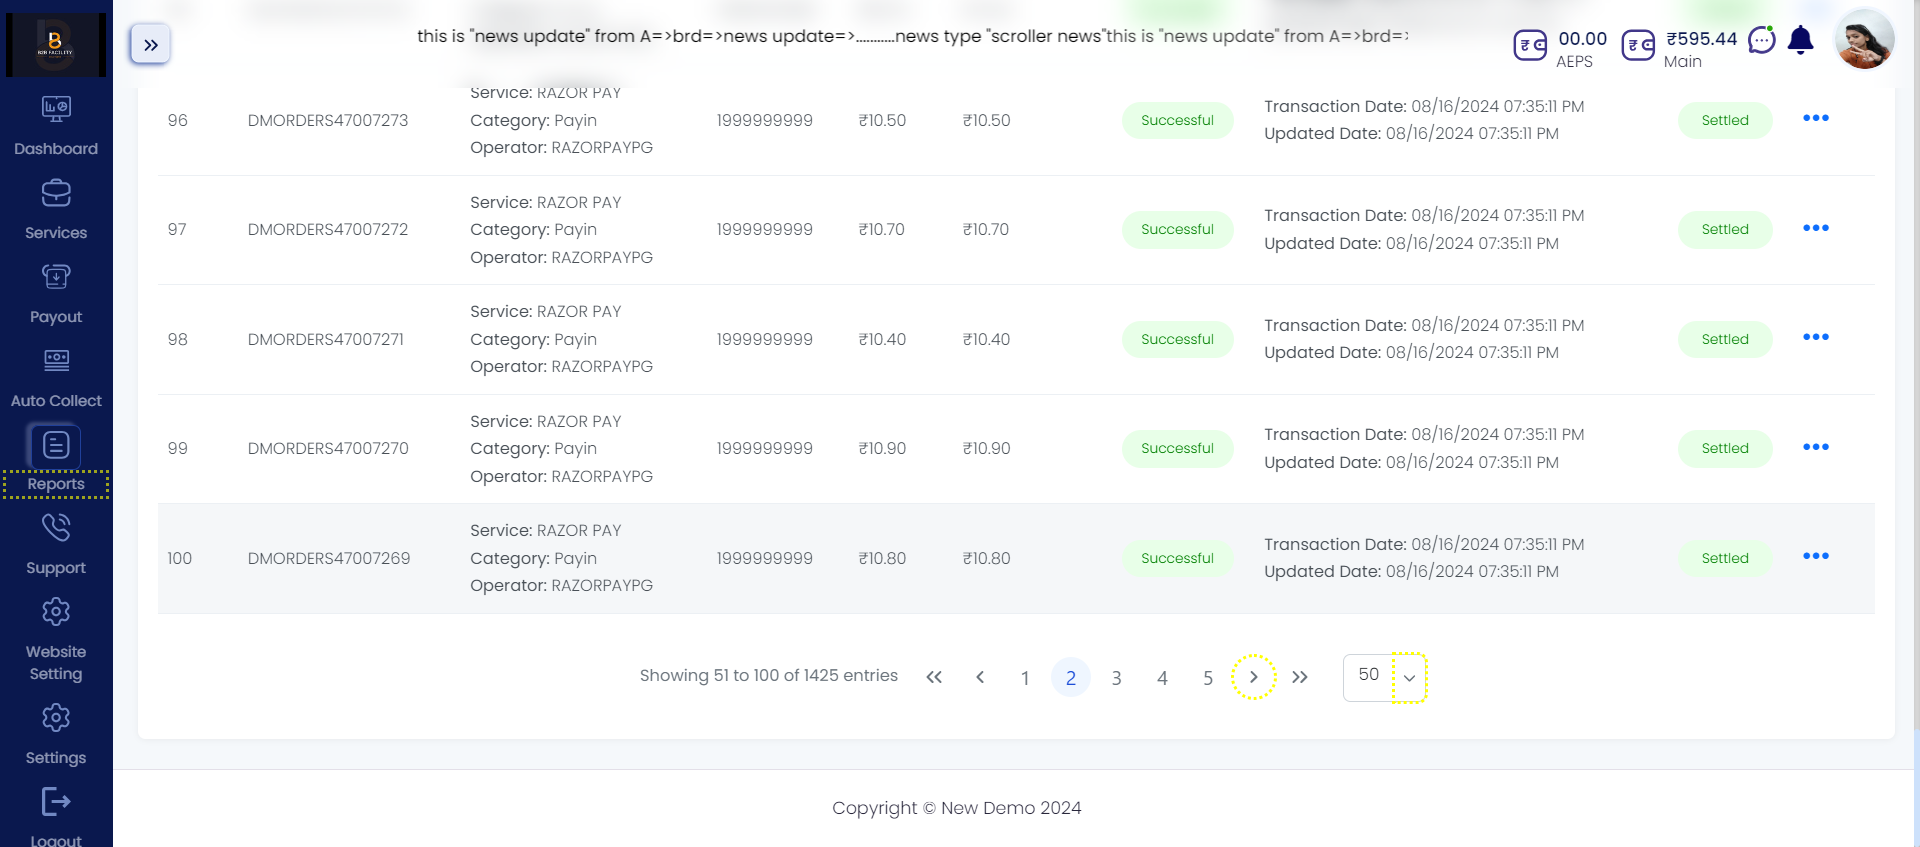 B2B FACILITY
this is "news update" from A=>brd=>news update=>...........news type "scroller news"this is "news update" from A=>brd=>
00.00
AEPS
₹595.44
Main
Dashboard
Services
Payout
Auto Collect
Reports
Support
Website
Setting
Settings
Logout
Service: RAZOR PAY
96 DMORDERS47007273 Category: Payin 1999999999 ₹10.50 ₹10.50 Successful Transaction Date: 08/16/2024 07:35:11 PM Settled
Updated Date: 08/16/2024 07:35:11 PM
Operator: RAZORPAYPG
Service: RAZOR PAY
97 DMORDERS47007272 Category: Payin 1999999999 ₹10.70 ₹10.70 Successful Transaction Date: 08/16/2024 07:35:11 PM Settled
Updated Date: 08/16/2024 07:35:11 PM
Operator: RAZORPAYPG
Service: RAZOR PAY
98 DMORDERS47007271 Category: Payin 1999999999 ₹10.40 ₹10.40 Successful Transaction Date: 08/16/2024 07:35:11 PM Settled
Updated Date: 08/16/2024 07:35:11 PM
Operator: RAZORPAYPG
Service: RAZOR PAY
99 DMORDERS47007270 Category: Payin 1999999999 ₹10.90 ₹10.90 Successful Transaction Date: 08/16/2024 07:35:11 PM Settled
Updated Date: 08/16/2024 07:35:11 PM
Operator: RAZORPAYPG
Service: RAZOR PAY
100 DMORDERS47007269 Category: Payin 1999999999 ₹10.80 ₹10.80 Successful Transaction Date: 08/16/2024 07:35:11 PM Settled
Updated Date: 08/16/2024 07:35:11 PM
Operator: RAZORPAYPG
Showing 51 to 100 of 1425 entries « ‹ 1 2 3 4 5 › » 50
Copyright © New Demo 2024